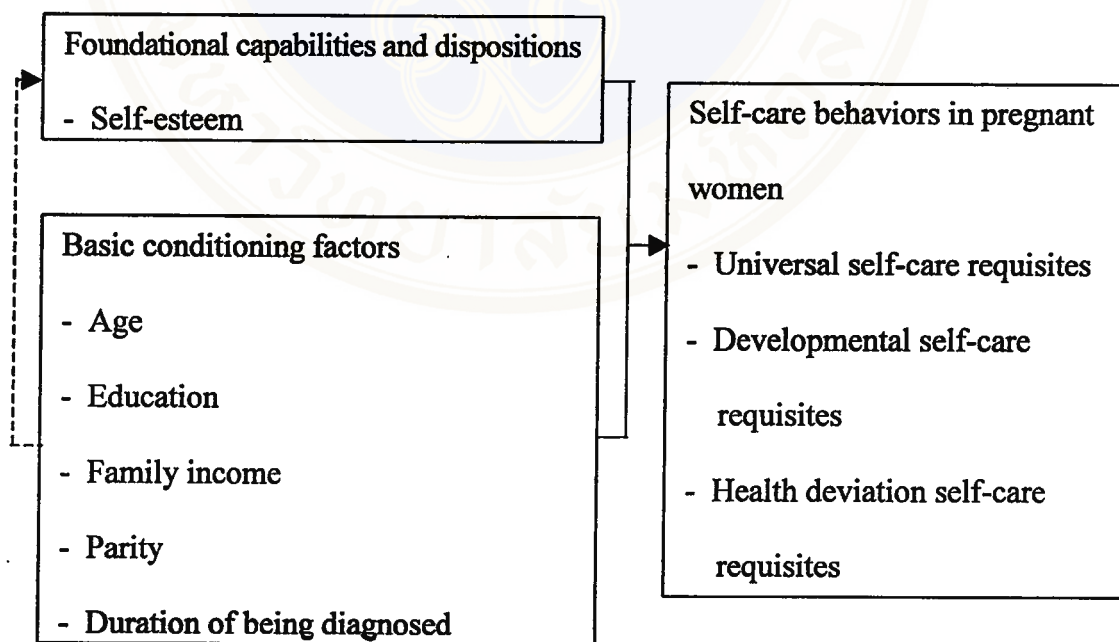 Foundational capabilities and dispositions
- Self-esteem
Basic conditioning factors
- Age
- Education
- Family income
- Parity
- Duration of being diagnosed
Self-care behaviors in pregnant
women
- Universal self-care requisites
- Developmental self-care
requisites
- Health deviation self-care
requisites